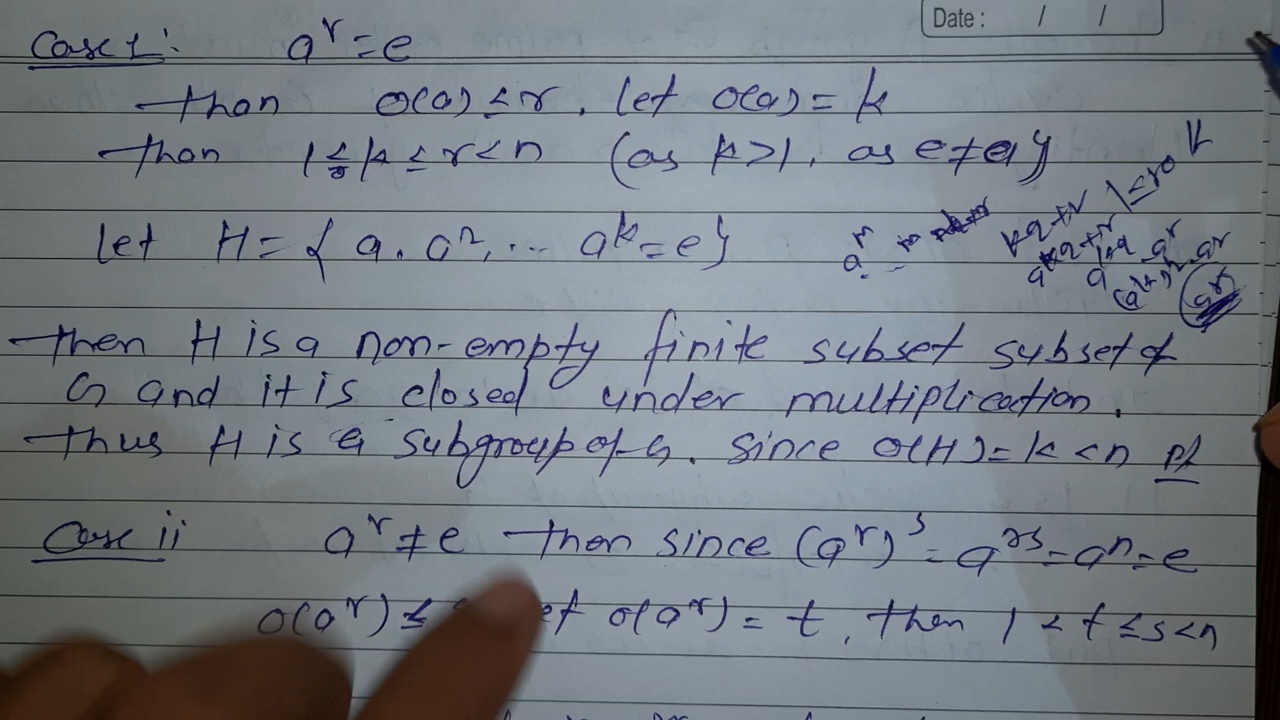 Date : / /
Case 1: a^r = e
then o(a) ≤ r. let o(a) = k
then 1 ≤ k ≤ r < n (as k > 1, as e ≠ a)
let H = { a, a^2, ... a^k = e}
then H is a non-empty finite subset subset of
G and it is closed under multiplication.
thus H is a subgroup of G. since o(H) = k < n
Case ii a^r ≠ e then since (a^r)^s = a^rs = a^n = e
o(a^r) ≤ o(a^r) = t, then 1 < t ≤ s < n